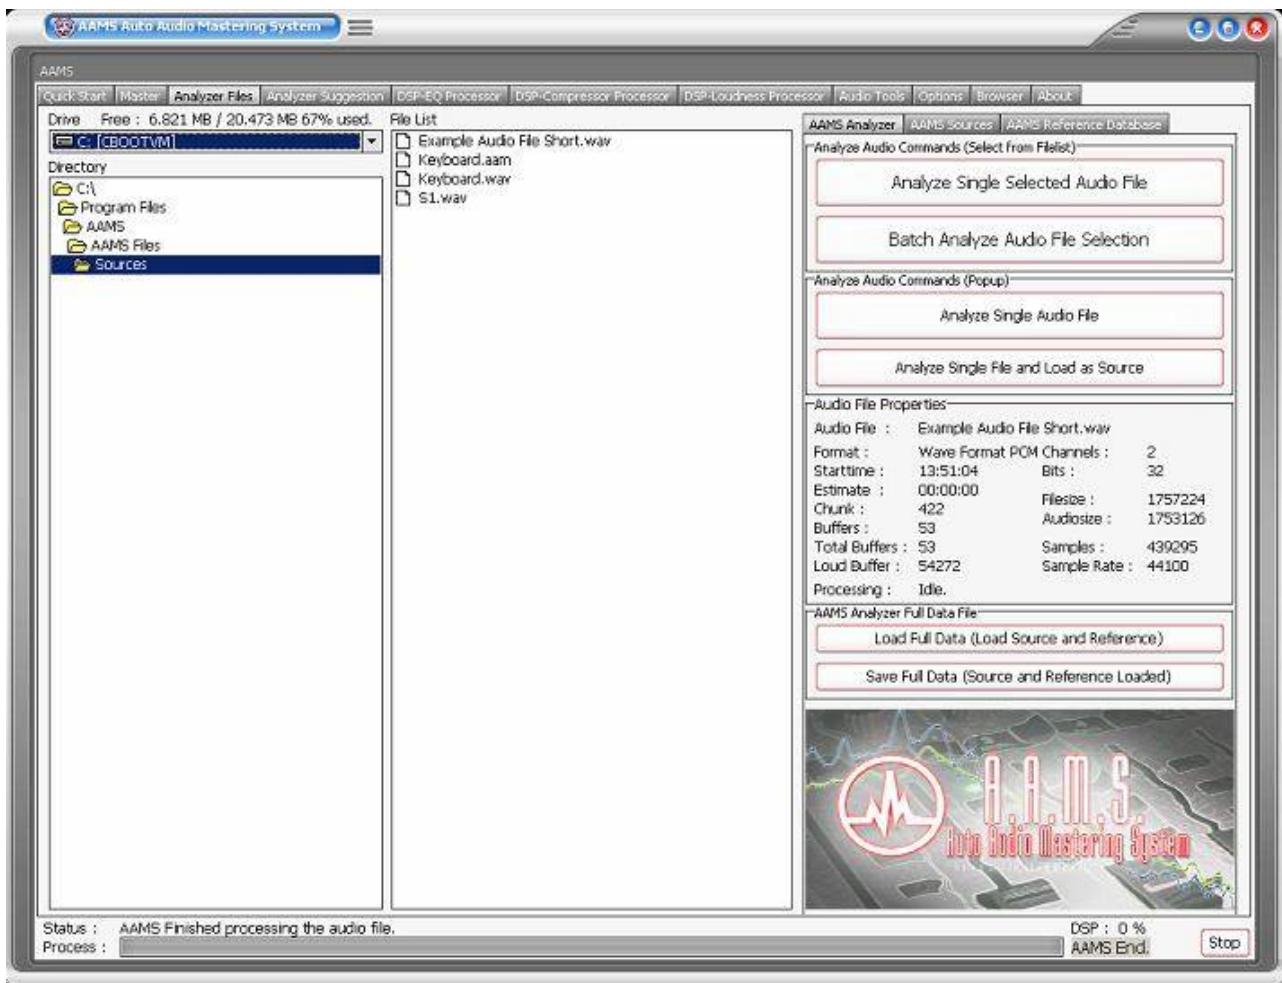 AAMS Auto Audio Mastering System
AAMS
Quick Start Master Analyzer Files Analyzer Suggestion DSP-EQ Processor DSP-Compressor Processor DSP-Loudness Processor Audio Tools Options Browser About
Drive Free : 6.821 MB / 20.473 MB 67% used.
C: [CBOOTVM]
Directory
C:\
Program Files
AAMS
AAMS Files
Sources
File List
Example Audio File Short.wav
Keyboard.aam
Keyboard.wav
S1.wav
AAMS Analyzer AAMS Sources AAMS Reference Database
Analyze Audio Commands (Select from Filelist)
Analyze Single Selected Audio File
Batch Analyze Audio File Selection
Analyze Audio Commands (Popup)
Analyze Single Audio File
Analyze Single File and Load as Source
Audio File Properties
Audio File : Example Audio File Short.wav
Format : Wave Format PCM Channels : 2
Starttime : 13:51:04 Bits : 32
Estimate : 00:00:00
Filesize : 1757224
Chunk : 422
Audiosize : 1753126
Buffers : 53
Total Buffers : 53 Samples : 439295
Loud Buffer : 54272 Sample Rate : 44100
Processing : Idle.
AAMS Analyzer Full Data File
Load Full Data (Load Source and Reference)
Save Full Data (Source and Reference Loaded)
A.A.M.S.
Auto Audio Mastering System
Status : AAMS Finished processing the audio file.
DSP : 0 %
Process :
AAMS End.
Stop